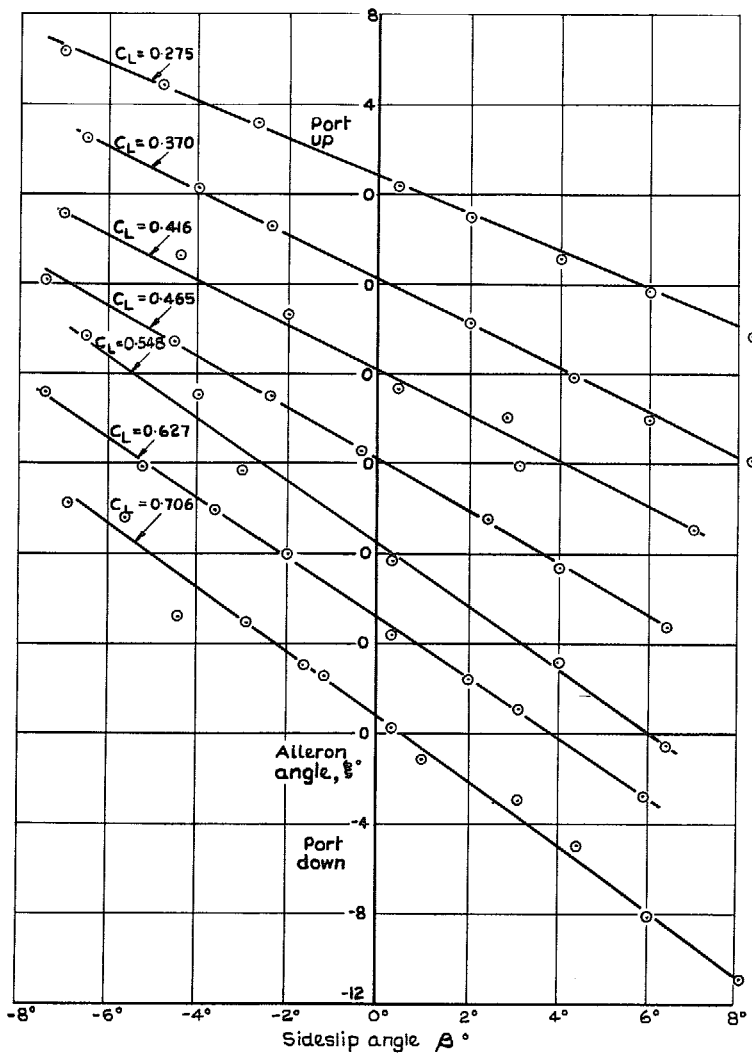 8
C_L = 0·275
4
Port
up
C_L = 0·370
0
C_L = 0·416
0
C_L = 0·465
C_L = 0·548
0
C_L = 0·627
0
C_L = 0·706
0
0
0
Aileron
angle, ξ°
-4
Port
down
-8
-12
-8° -6° -4° -2° 0° 2° 4° 6° 8°
Sideslip angle β°